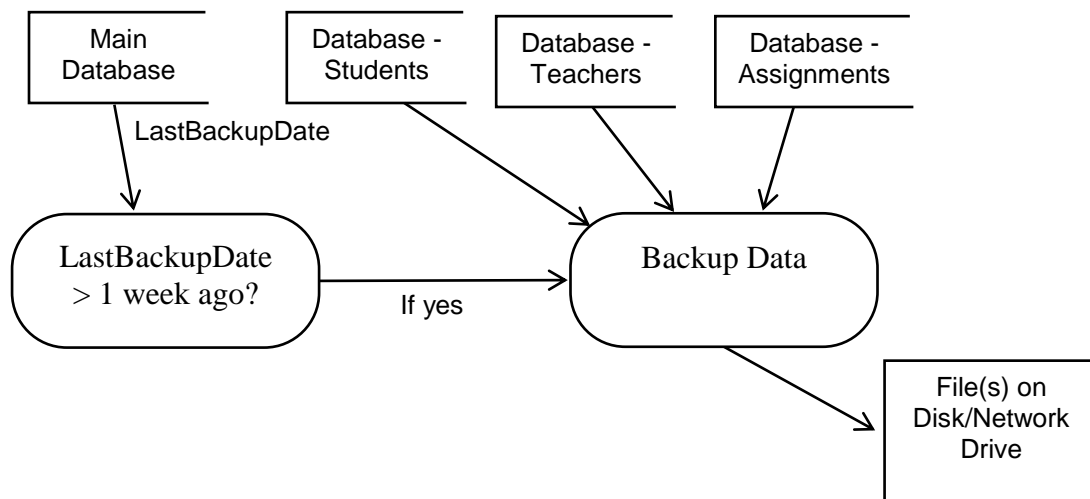 Main
Database
Database -
Students
Database -
Teachers
Database -
Assignments
LastBackupDate
LastBackupDate
> 1 week ago?
If yes
Backup Data
File(s) on
Disk/Network
Drive